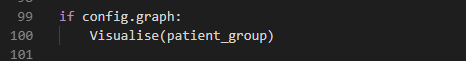 99 if config.graph:
100     Visualise(patient_group)
101